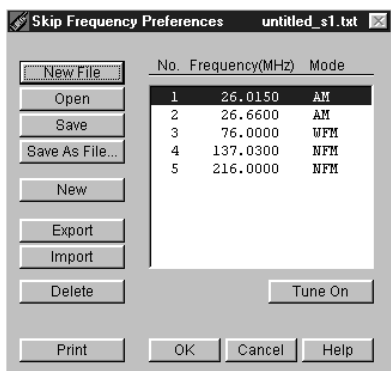 Skip Frequency Preferences untitled_s1.txt
New File
Open
Save
Save As File...
New
Export
Import
Delete
Print
No. Frequency(MHz) Mode
1 26.0150 AM
2 26.6600 AM
3 76.0000 WFM
4 137.0300 NFM
5 216.0000 NFM
Tune On
OK Cancel Help